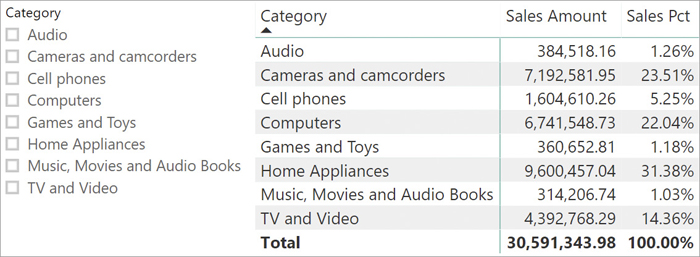 Category
Audio
Cameras and camcorders
Cell phones
Computers
Games and Toys
Home Appliances
Music, Movies and Audio Books
TV and Video
Category Sales Amount Sales Pct
Audio 384,518.16 1.26%
Cameras and camcorders 7,192,581.95 23.51%
Cell phones 1,604,610.26 5.25%
Computers 6,741,548.73 22.04%
Games and Toys 360,652.81 1.18%
Home Appliances 9,600,457.04 31.38%
Music, Movies and Audio Books 314,206.74 1.03%
TV and Video 4,392,768.29 14.36%
Total 30,591,343.98 100.00%